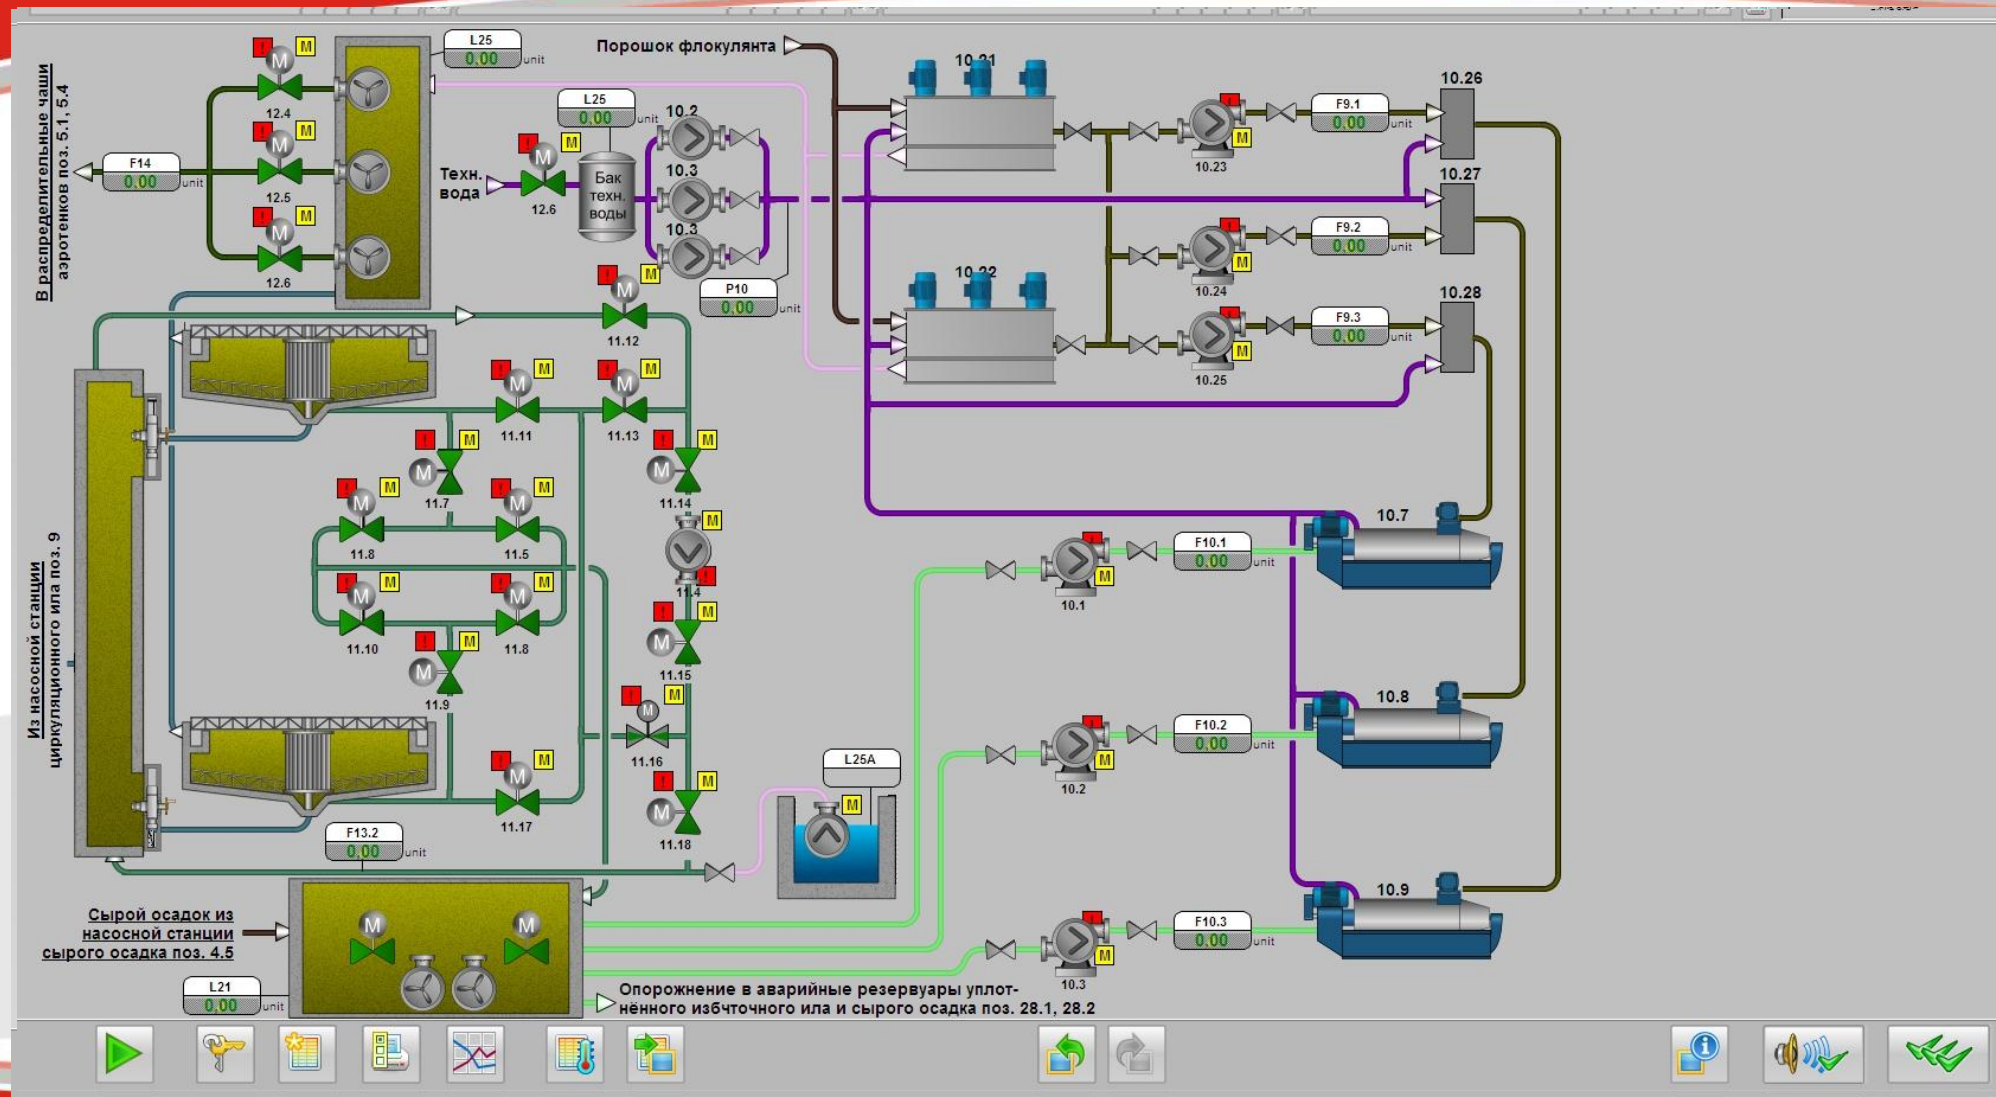 L25
0,00 unit
M
12.4
M
12.5
M
12.6
F14
0,00 unit
В распределительные чаши
аэротенков поз. 5.1, 5.4
Порошок флокулянта
L25
0,00 unit
Техн.
вода
M
12.6
Бак
техн.
воды
10.2
10.3
10.3
P10
0,00 unit
10.21
10.22
10.23
10.24
10.25
F9.1
0,00 unit
F9.2
0,00 unit
F9.3
0,00 unit
10.26
10.27
10.28
M
11.12
M
11.11
M
11.13
M
11.7
M
11.14
M
11.8
M
11.5
11.4
M
11.10
M
11.8
M
11.15
M
11.9
M
11.16
M
11.17
M
11.18
Из насосной станции
циркуляционного ила поз. 9
F13.2
0,00 unit
L25A
M
10.1
F10.1
0,00 unit
10.7
10.2
F10.2
0,00 unit
10.8
10.3
F10.3
0,00 unit
10.9
Сырой осадок из
насосной станции
сырого осадка поз. 4.5
M
M
L21
0,00 unit
Опорожнение в аварийные резервуары уплот-
нённого избчточного ила и сырого осадка поз. 28.1, 28.2